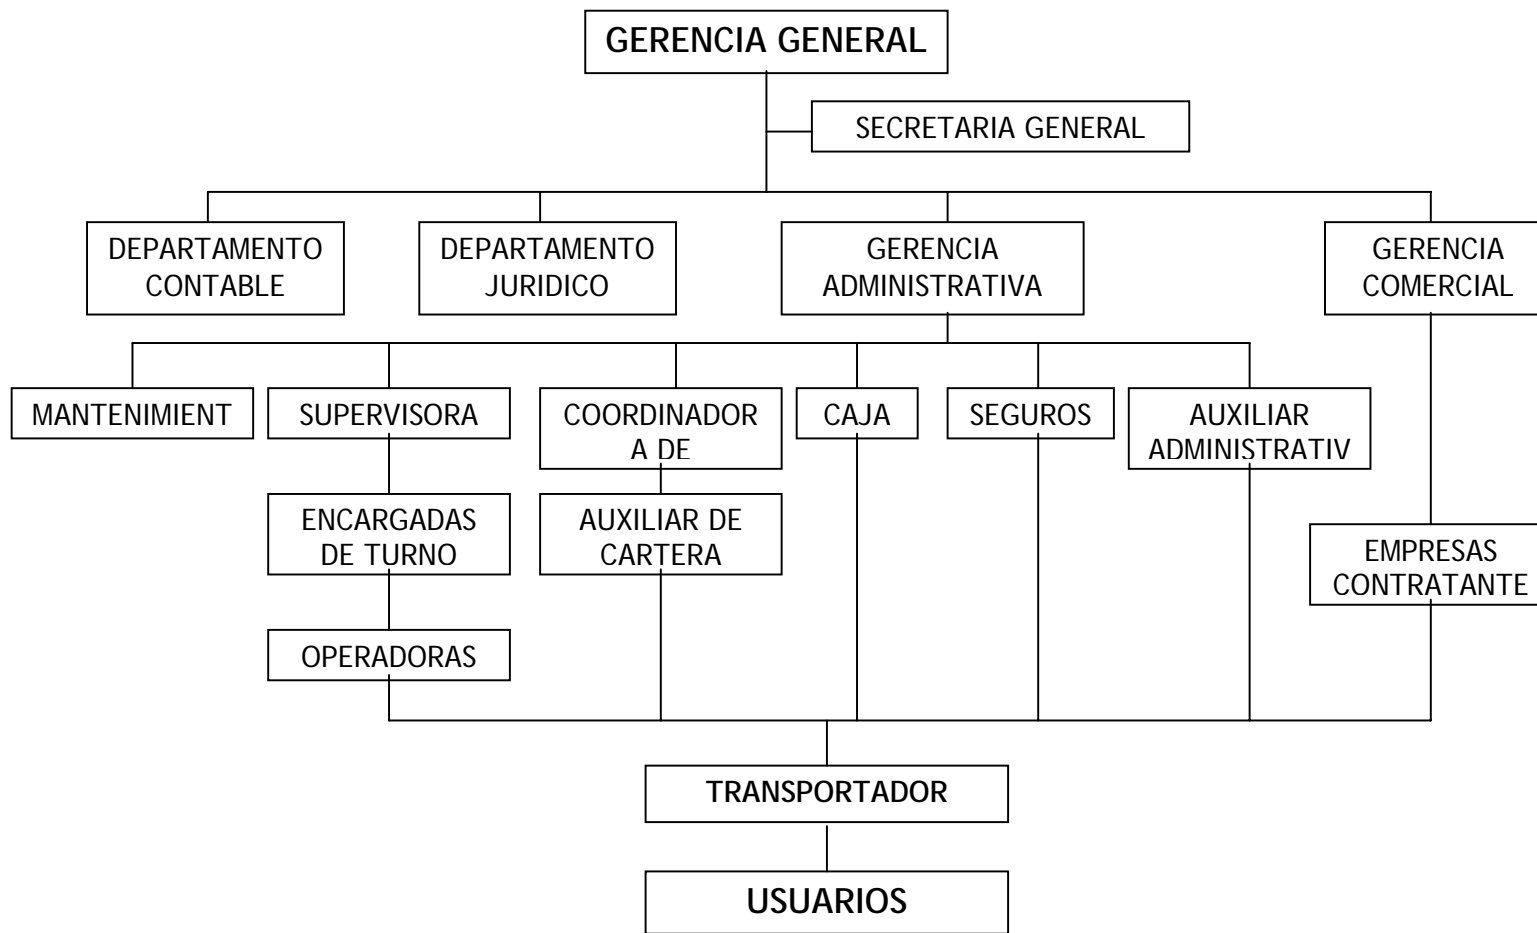 GERENCIA GENERAL
SECRETARIA GENERAL
DEPARTAMENTO
CONTABLE
DEPARTAMENTO
JURIDICO
GERENCIA
ADMINISTRATIVA
GERENCIA
COMERCIAL
MANTENIMIENT
SUPERVISORA
COORDINADOR
A DE
CAJA
SEGUROS
AUXILIAR
ADMINISTRATIV
ENCARGADAS
DE TURNO
AUXILIAR DE
CARTERA
EMPRESAS
CONTRATANTE
OPERADORAS
TRANSPORTADOR
USUARIOS